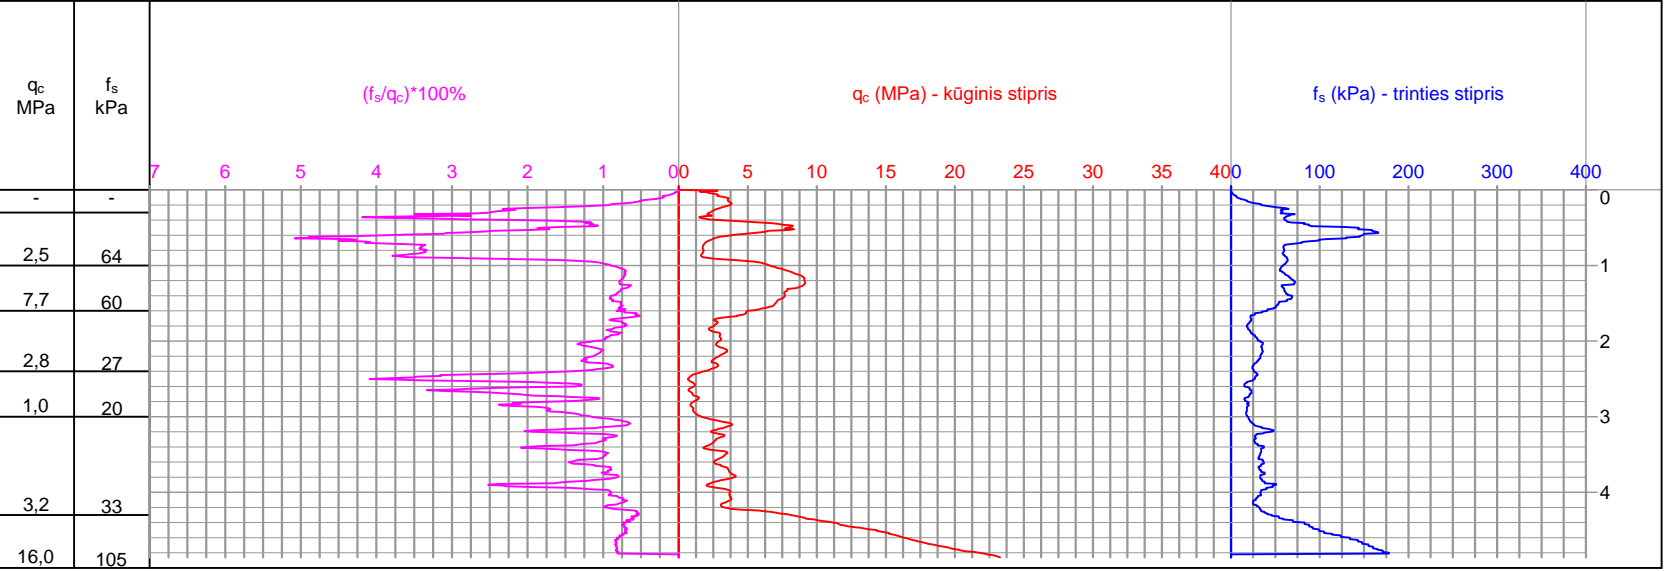 qc fs
MPa kPa
(fs/qc)*100%
qc (MPa) - kūginis stipris
fs (kPa) - trinties stipris
7 6 5 4 3 2 1 0
0 5 10 15 20 25 30 35 40
0 100 200 300 400
- - 0
2,5 64 1
7,7 60
2
2,8 27
1,0 20 3
4
3,2 33
16,0 105